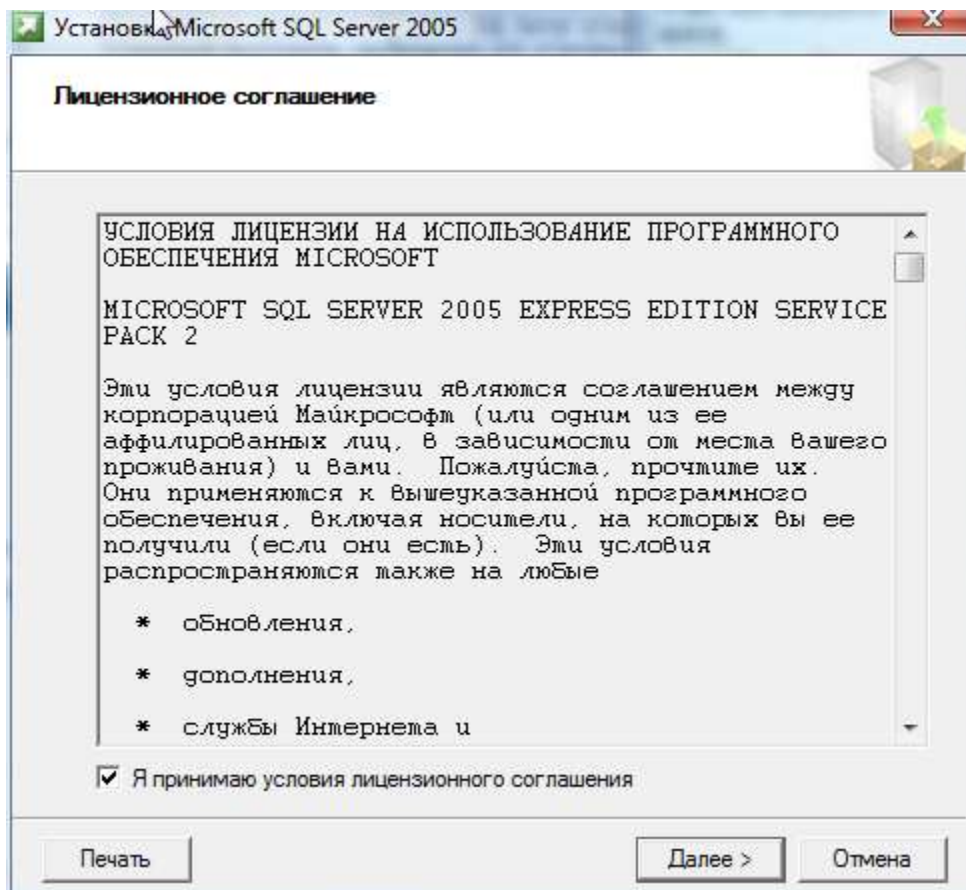 Установка Microsoft SQL Server 2005
Лицензионное соглашение
УСЛОВИЯ ЛИЦЕНЗИИ НА ИСПОЛЬЗОВАНИЕ ПРОГРАММНОГО
ОБЕСПЕЧЕНИЯ MICROSOFT
MICROSOFT SQL SERVER 2005 EXPRESS EDITION SERVICE
PACK 2
Эти условия лицензии являются соглашением между
корпорацией Майкрософт (или одним из ее
аффилированных лиц, в зависимости от места вашего
проживания) и вами. Пожалуйста, прочтите их.
Они применяются к вышеуказанной программного
обеспечения, включая носители, на которых вы ее
получили (если они есть). Эти условия
распространяются также на любые
* обновления,
* дополнения,
* службы Интернета и
Я принимаю условия лицензионного соглашения
Печать
Далее >
Отмена